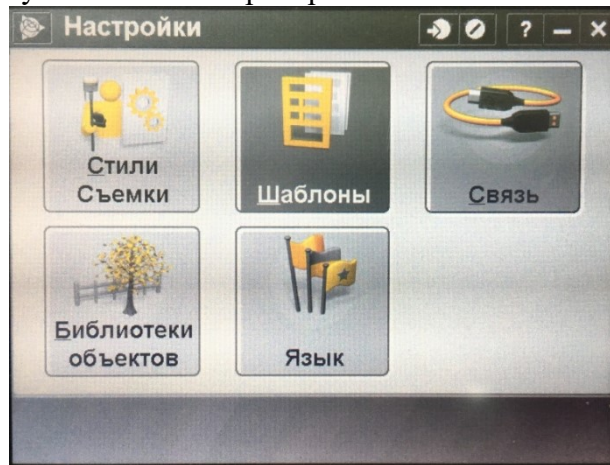 Настройки
?
Стили
Съемки
Шаблоны
Связь
Библиотеки
объектов
Язык